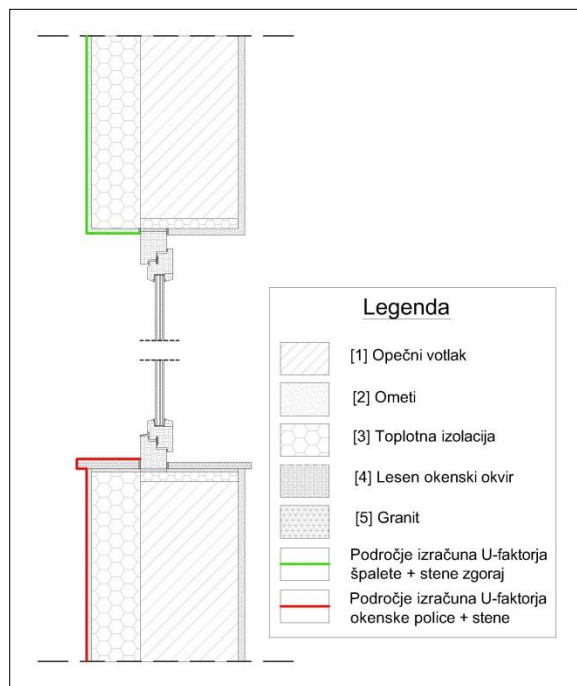 Legenda
[1] Opečni votlak
[2] Ometi
[3] Toplotna izolacija
[4] Lesen okenski okvir
[5] Granit
Področje izračuna U-faktorja
špalete + stene zgoraj
Področje izračuna U-faktorja
okenske police + stene